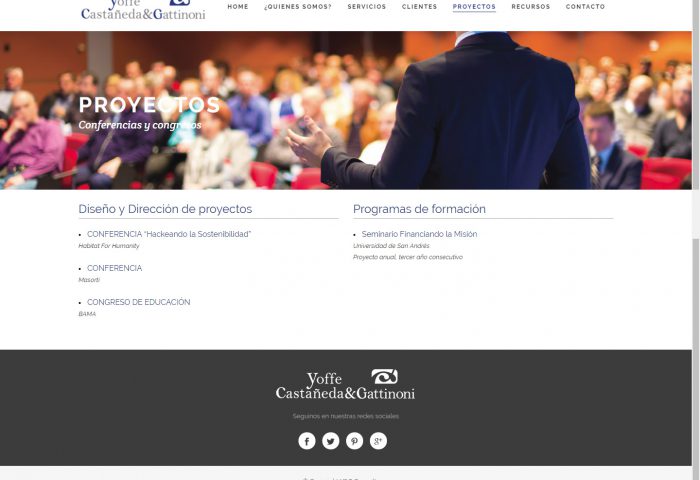 Yoffe
Castañeda&Gattinoni
HOME ¿QUIENES SOMOS? SERVICIOS CLIENTES PROYECTOS RECURSOS CONTACTO
PROYECTOS
Conferencias y congresos
Diseño y Dirección de proyectos
CONFERENCIA “Hackeando la Sostenibilidad”
Habitat For Humanity
CONFERENCIA
Masorti
CONGRESO DE EDUCACIÓN
BAMA
Programas de formación
Seminario Financiando la Misión
Universidad de San Andrés
Proyecto anual, tercer año consecutivo
Yoffe
Castañeda&Gattinoni
Seguinos en nuestras redes sociales